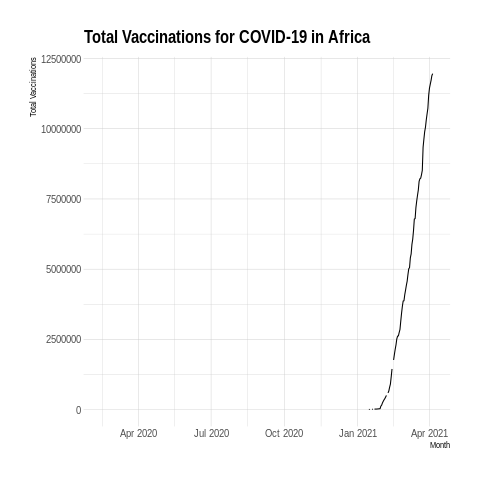 Total Vaccinations for COVID-19 in Africa
Total Vaccinations
12500000
10000000
7500000
5000000
2500000
0
Apr 2020 Jul 2020 Oct 2020 Jan 2021 Apr 2021
Month